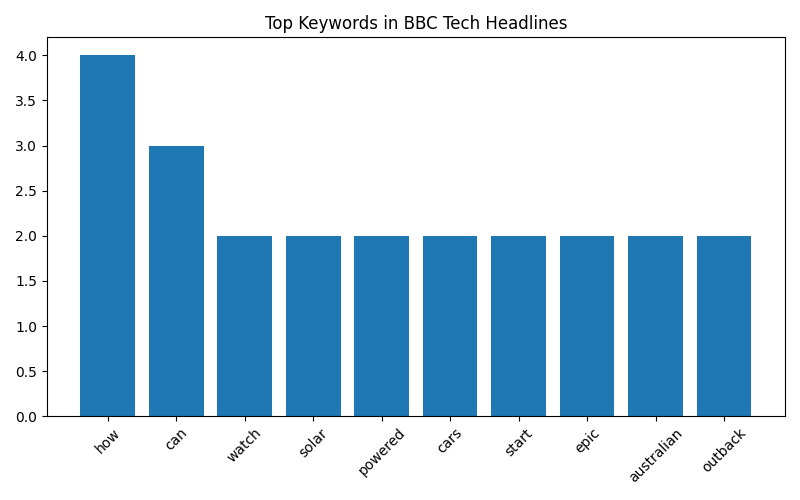 Top Keywords in BBC Tech Headlines
4.0
3.5
3.0
2.5
2.0
1.5
1.0
0.5
0.0
how
can
watch
solar
powered
cars
start
epic
australian
outback